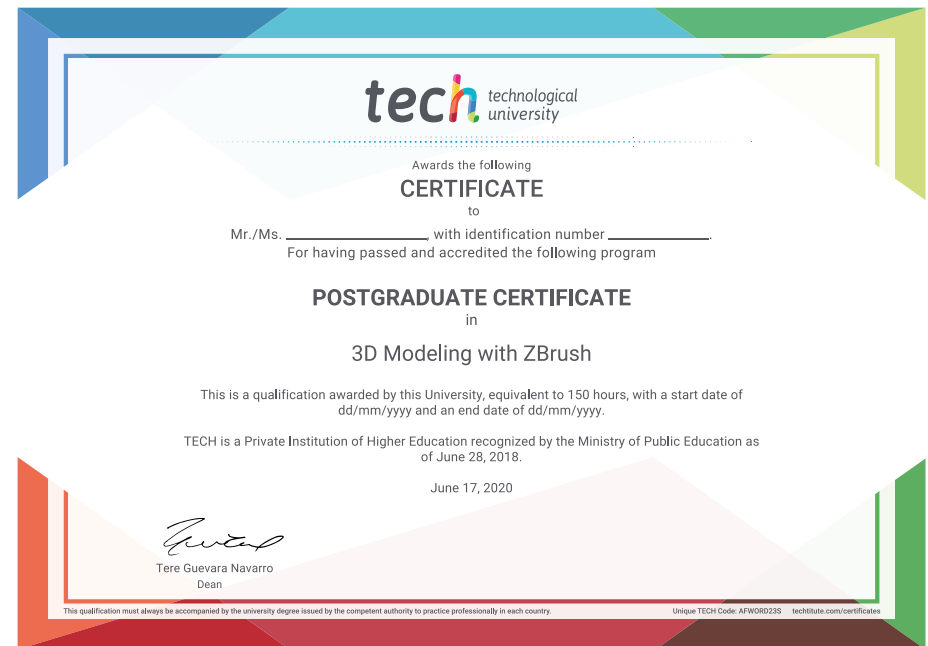 tech technological
university
Awards the following
CERTIFICATE
to
Mr./Ms. ____________________, with identification number ______________.
For having passed and accredited the following program
POSTGRADUATE CERTIFICATE
in
3D Modeling with ZBrush
This is a qualification awarded by this University, equivalent to 150 hours, with a start date of
dd/mm/yyyy and an end date of dd/mm/yyyy.
TECH is a Private Institution of Higher Education recognized by the Ministry of Public Education as
of June 28, 2018.
June 17, 2020
Tere Guevara Navarro
Dean
This qualification must always be accompanied by the university degree issued by the competent authority to practice professionally in each country. Unique TECH Code: AFWORD23S techtitute.com/certificates